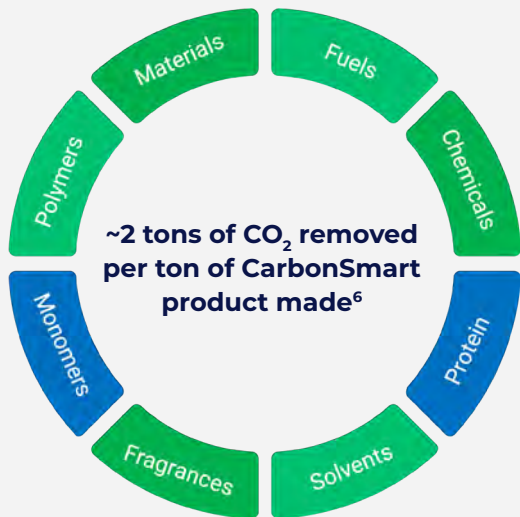 Materials
Fuels
Polymers
Chemicals
~2 tons of CO₂ removed
per ton of CarbonSmart
product made⁶
Monomers
Protein
Fragrances
Solvents